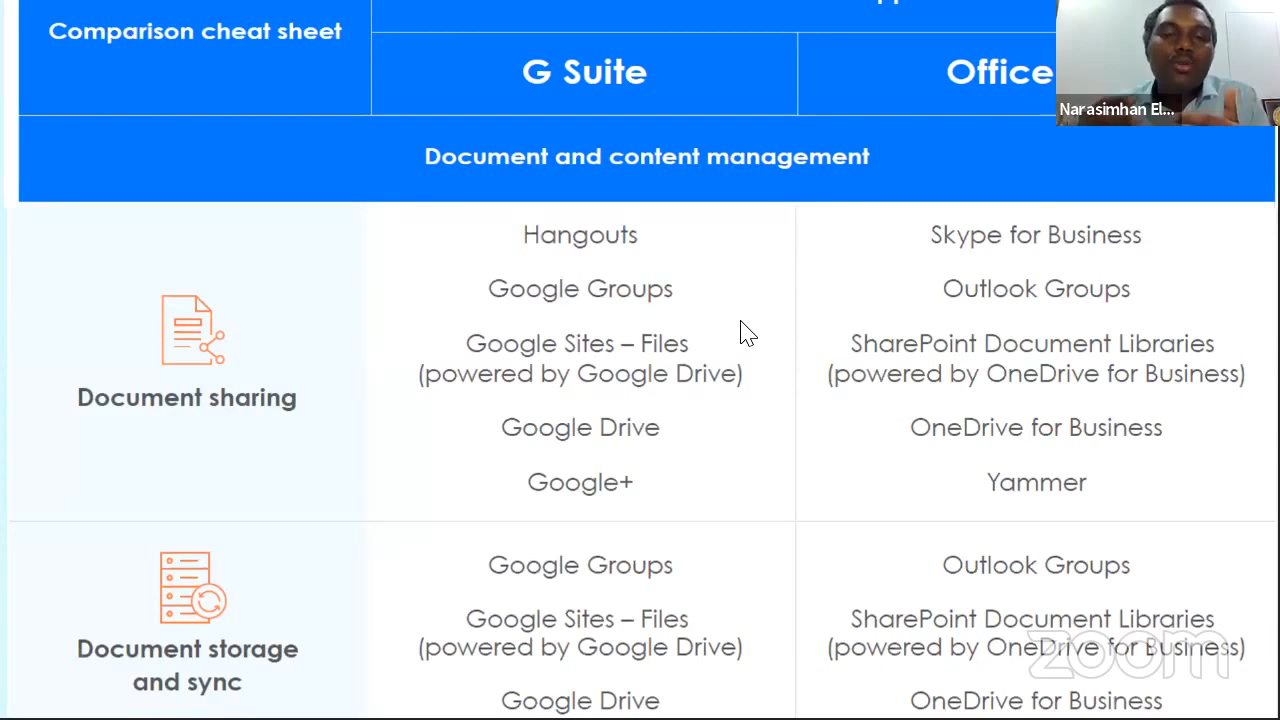 Comparison cheat sheet
G Suite
Office
Narasimhan El...
Document and content management
Document sharing
Hangouts
Skype for Business
Google Groups
Outlook Groups
Google Sites – Files
(powered by Google Drive)
SharePoint Document Libraries
(powered by OneDrive for Business)
Google Drive
OneDrive for Business
Google+
Yammer
Document storage
and sync
Google Groups
Outlook Groups
Google Sites – Files
(powered by Google Drive)
SharePoint Document Libraries
(powered by OneDrive for Business)
Google Drive
OneDrive for Business
zoom